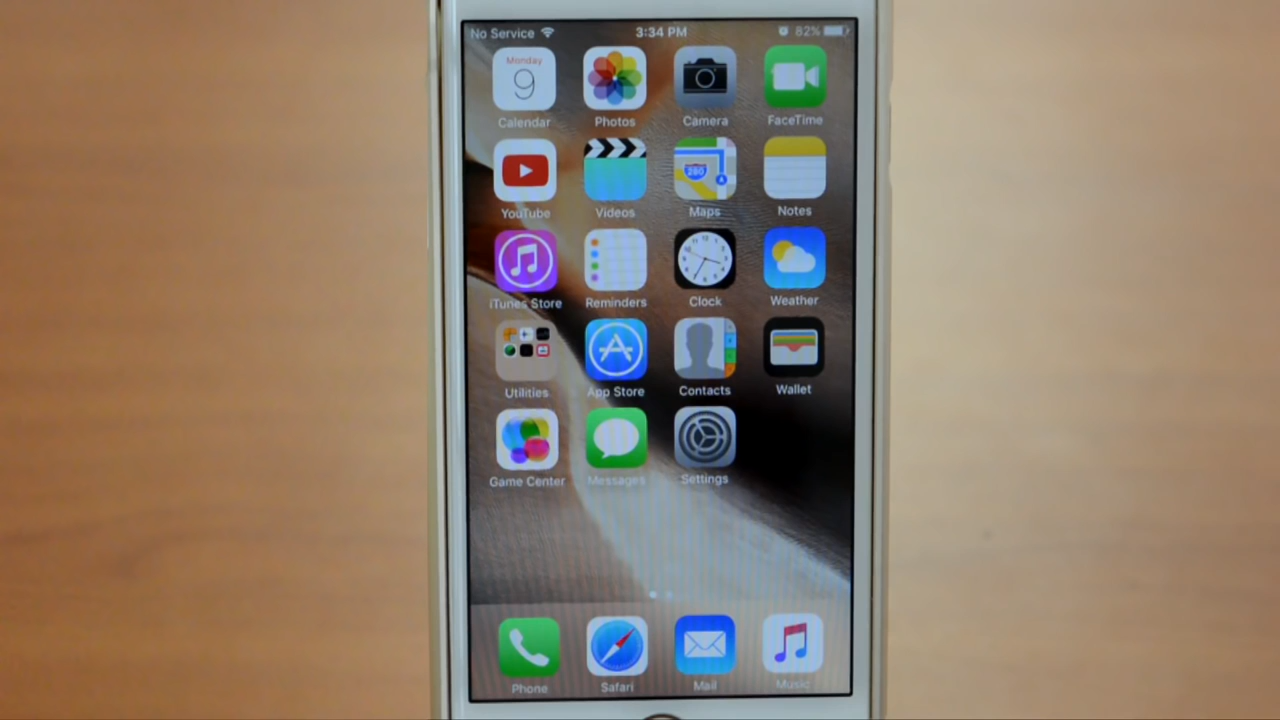 No Service 3:34 PM 82%
Monday
9
Calendar Photos Camera FaceTime
280
YouTube Videos Maps Notes
iTunes Store Reminders Clock Weather
Utilities App Store Contacts Wallet
Game Center Messages Settings
Phone Safari Mail Music